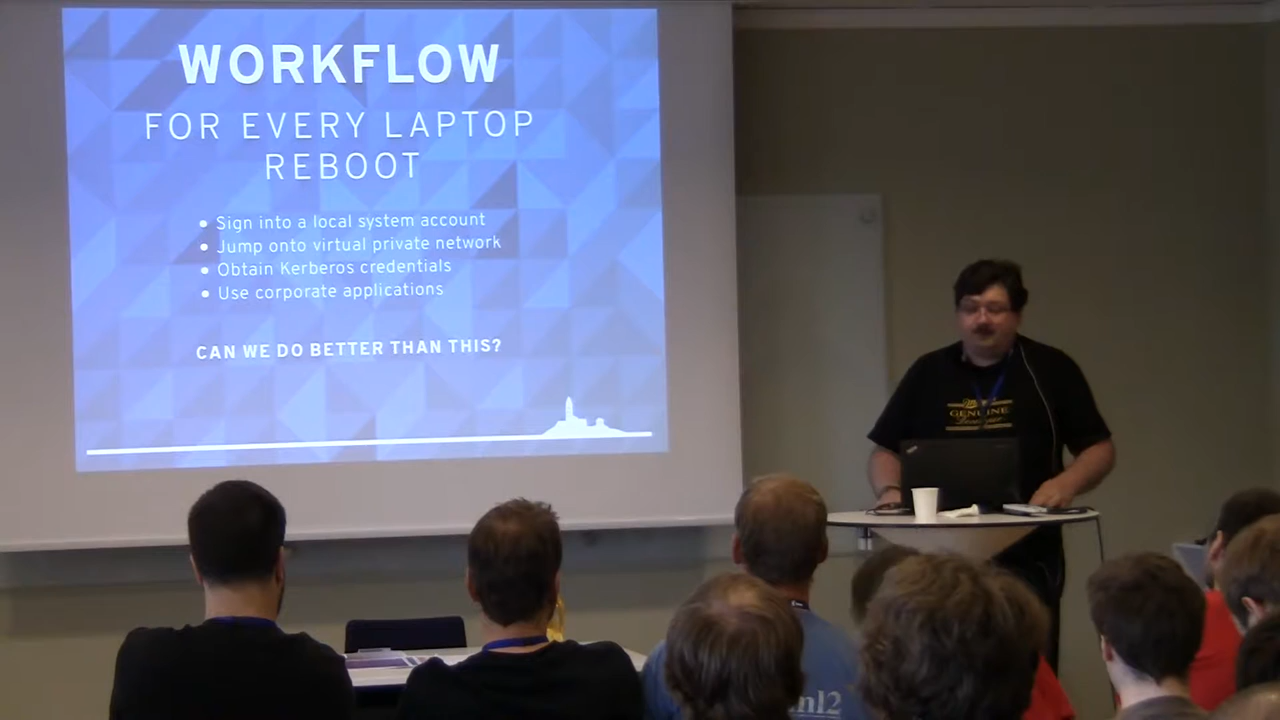 WORKFLOW
FOR EVERY LAPTOP
REBOOT
• Sign into a local system account
• Jump onto virtual private network
• Obtain Kerberos credentials
• Use corporate applications
CAN WE DO BETTER THAN THIS?
GENUINE